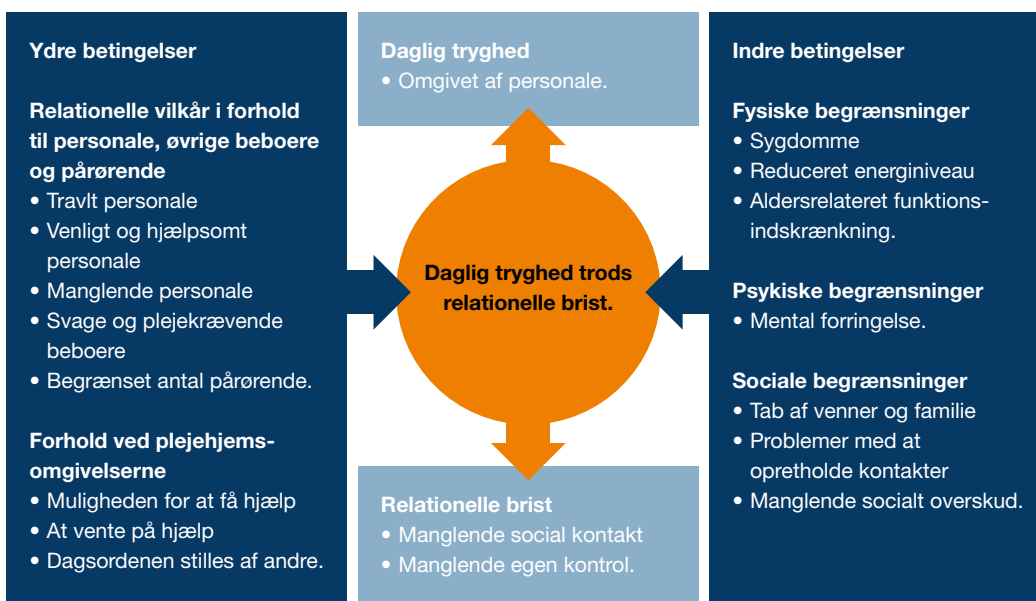 Ydre betingelser
Relationelle vilkår i forhold
til personale, øvrige beboere
og pårørende
• Travlt personale
• Venligt og hjælpsomt
personale
• Manglende personale
• Svage og plejekrævende
beboere
• Begrænset antal pårørende.
Forhold ved plejehjems-
omgivelserne
• Muligheden for at få hjælp
• At vente på hjælp
• Dagsordenen stilles af andre.
Daglig tryghed
• Omgivet af personale.
Daglig tryghed trods
relationelle brist.
Relationelle brist
• Manglende social kontakt
• Manglende egen kontrol.
Indre betingelser
Fysiske begrænsninger
• Sygdomme
• Reduceret energiniveau
• Aldersrelateret funktions-
indskrænkning.
Psykiske begrænsninger
• Mental forringelse.
Sociale begrænsninger
• Tab af venner og familie
• Problemer med at
opretholde kontakter
• Manglende socialt overskud.